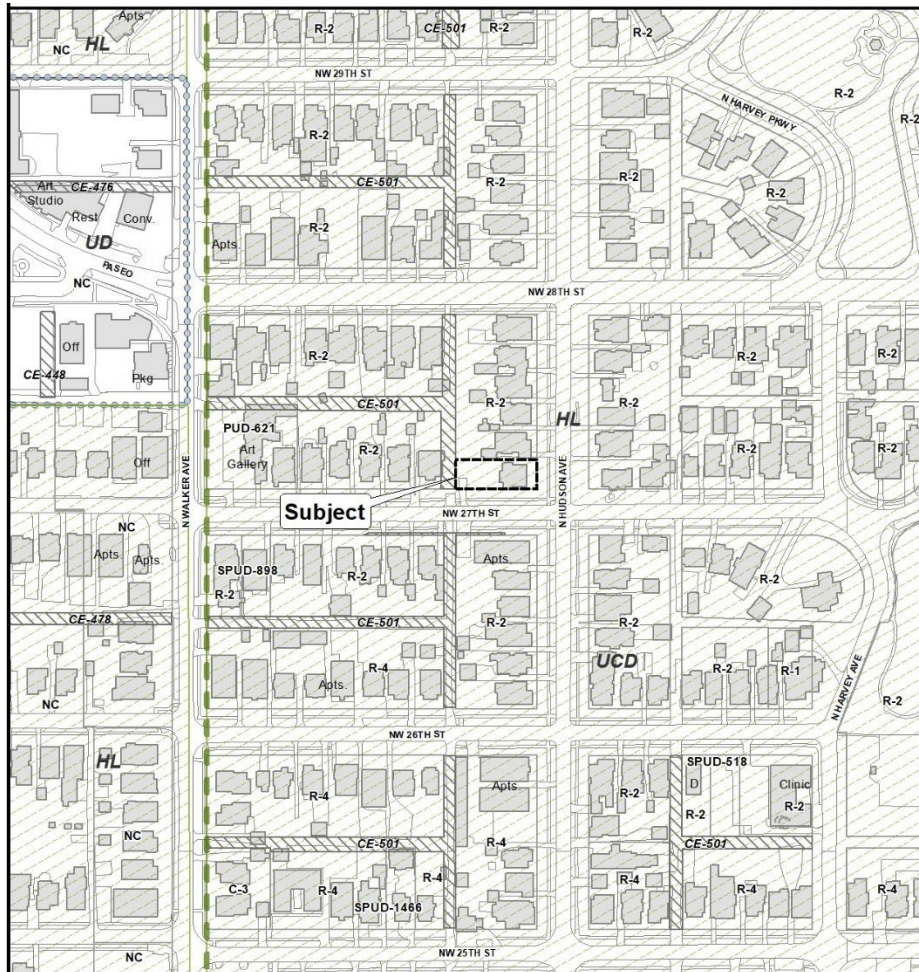 Apts
R-2
CE-501
R-2
R-2
HL
NC
NW 29TH ST
R-2
R-2
N HARVEY PKWY
R-2
CE-476
Art
Studio
Rest
Conv.
CE-501
R-2
R-2
R-2
UD
PASEO
NC
Apts
R-2
NW 28TH ST
Off
CE-448
Pkg
R-2
R-2
R-2
CE-501
R-2
HL
R-2
PUD-621
Art
Gallery
R-2
R-2
R-2
Off
N WALKER AVE
N HUDSON AVE
Subject
NW 27TH ST
NC
Apts.
Apts.
Apts
SPUD-898
R-2
R-2
R-2
CE-478
CE-501
R-2
R-2
UCD
R-4
Apts.
R-2
R-1
N HARVEY AVE
R-2
NC
NW 26TH ST
HL
SPUD-518
D
Clinic
R-2
Apts
R-2
R-2
R-4
NC
CE-501
R-4
CE-501
C-3
R-4
R-4
SPUD-1466
R-4
R-4
R-4
NC
NW 25TH ST